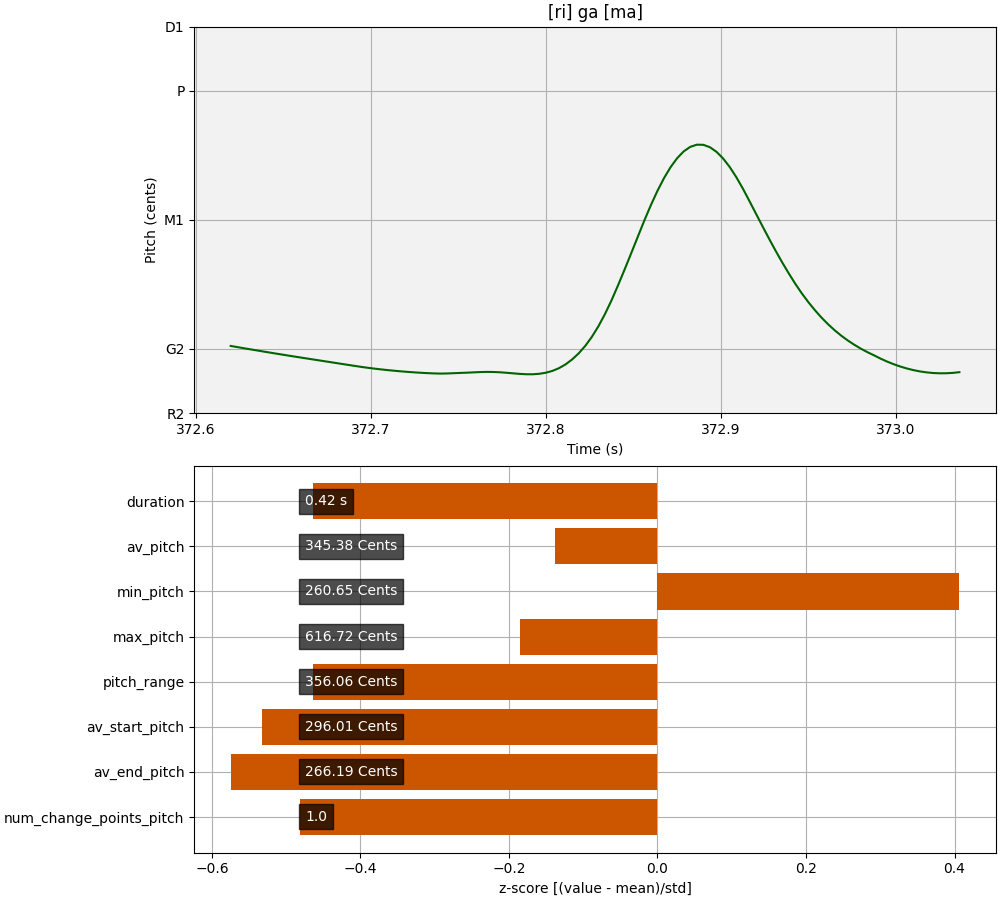 [ri] ga [ma]
D1
P
M1
G2
R2
Pitch (cents)
372.6 372.7 372.8 372.9 373.0
Time (s)
duration 0.42 s
av_pitch 345.38 Cents
min_pitch 260.65 Cents
max_pitch 616.72 Cents
pitch_range 356.06 Cents
av_start_pitch 296.01 Cents
av_end_pitch 266.19 Cents
num_change_points_pitch 1.0
−0.6 −0.4 −0.2 0.0 0.2 0.4
z-score [(value - mean)/std]